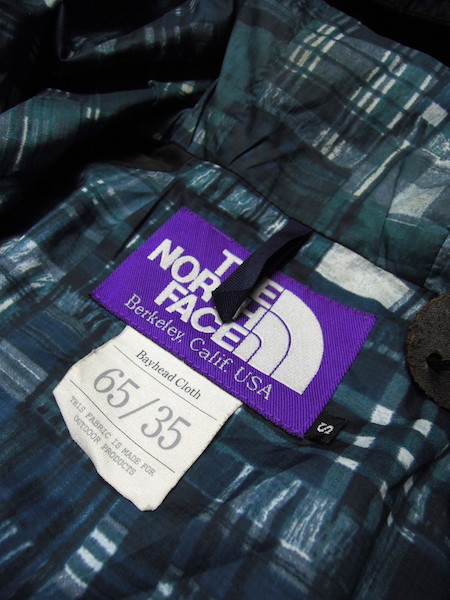 THE
NORTH
FACE
Berkeley, Calif. USA
S
Bayhead Cloth
65/35
THIS FABRIC IS MADE FOR
OUTDOOR PRODUCTS